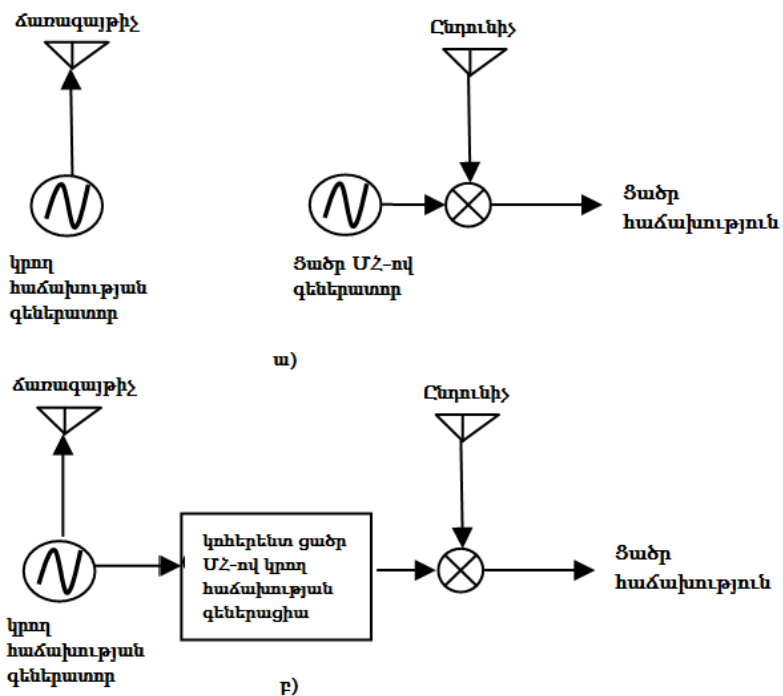 Ճառագայթիչ
Ընդունիչ
Ցածր
հաճախություն
կրող
հաճախության
գեներատոր
Ցածր ՄՀ-ով
գեներատոր
ա)
Ճառագայթիչ
Ընդունիչ
կոհերենտ ցածր
ՄՀ-ով կրող
հաճախության
գեներացիա
Ցածր
հաճախություն
կրող
հաճախության
գեներատոր
բ)